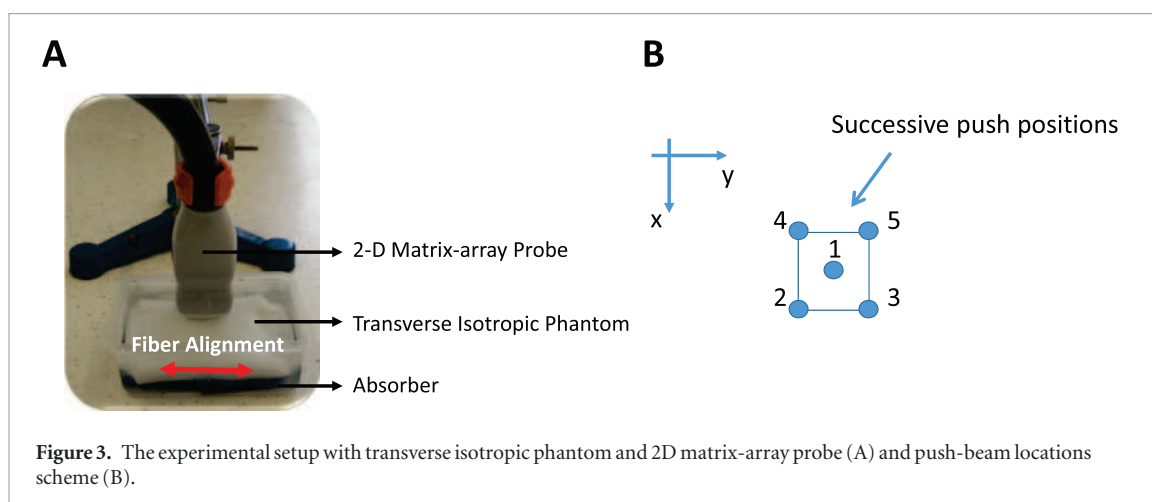 A
2-D Matrix-array Probe
Transverse Isotropic Phantom
Fiber Alignment
Absorber
B
Successive push positions
y
x
4 5
1
2 3
Figure 3. The experimental setup with transverse isotropic phantom and 2D matrix-array probe (A) and push-beam locations
scheme (B).